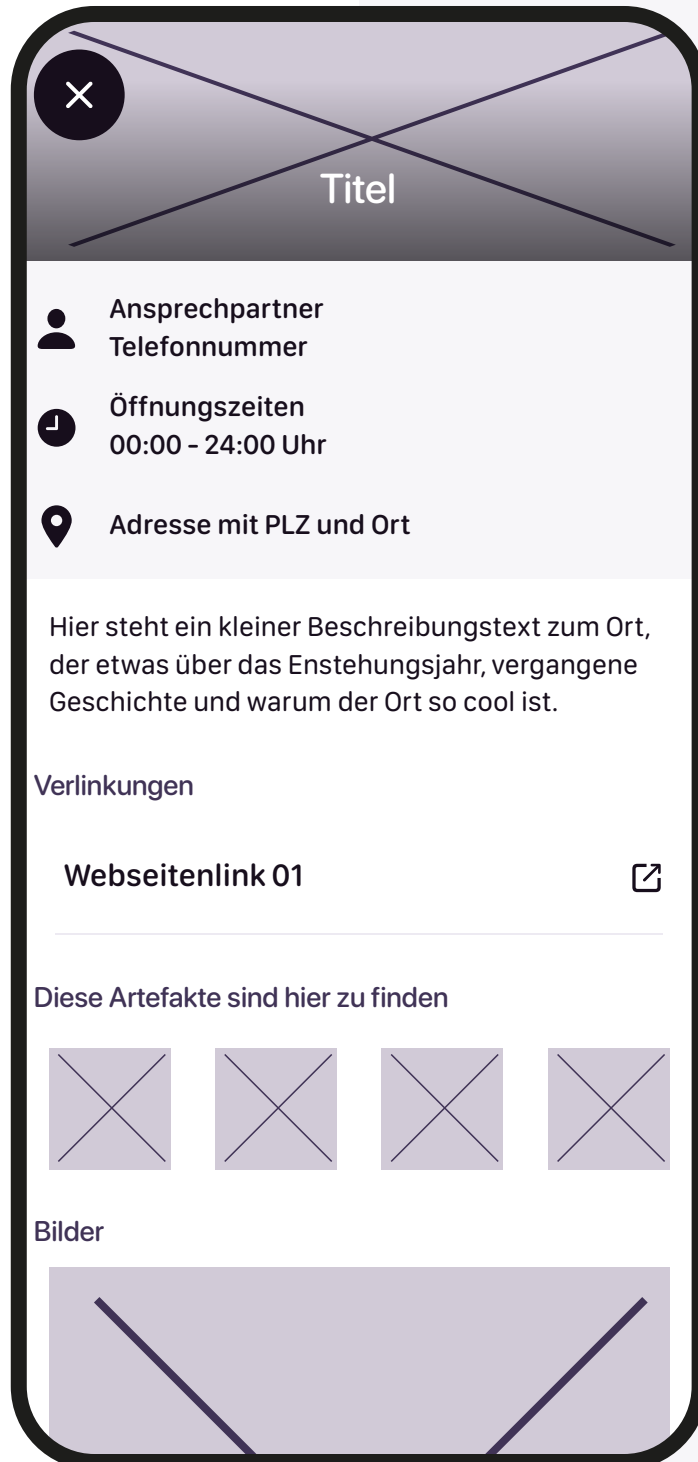 Titel
Ansprechpartner
Telefonnummer
Öffnungszeiten
00:00 - 24:00 Uhr
Adresse mit PLZ und Ort
Hier steht ein kleiner Beschreibungstext zum Ort,
der etwas über das Enstehungsjahr, vergangene
Geschichte und warum der Ort so cool ist.
Verlinkungen
Webseitenlink 01
Diese Artefakte sind hier zu finden
Bilder